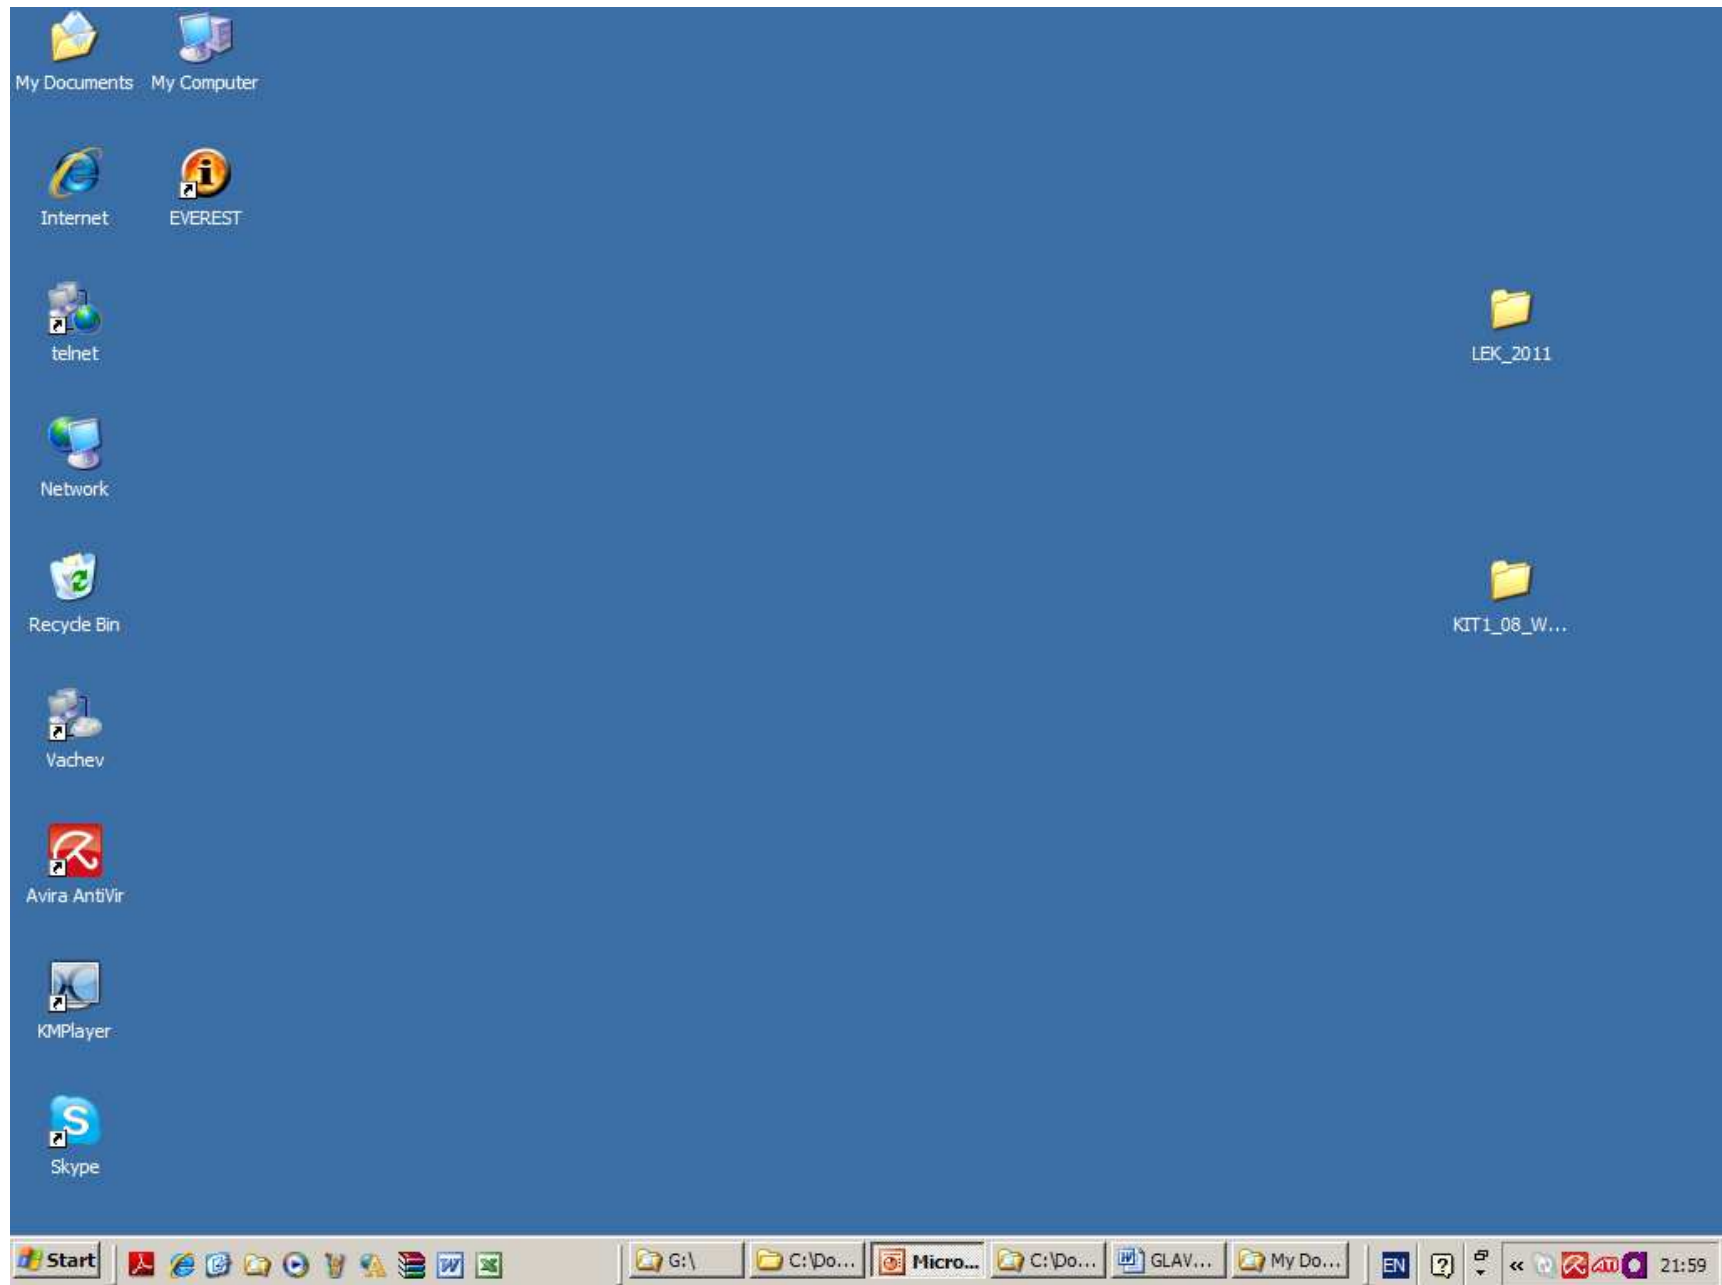 My Documents
My Computer
Internet
EVEREST
telnet
LEK_2011
Network
Recycle Bin
KIT1_08_W...
Vachev
Avira AntiVir
KMPlayer
Skype
Start
G:\
C:\Do...
Micro...
C:\Do...
GLAV...
My Do...
EN
21:59